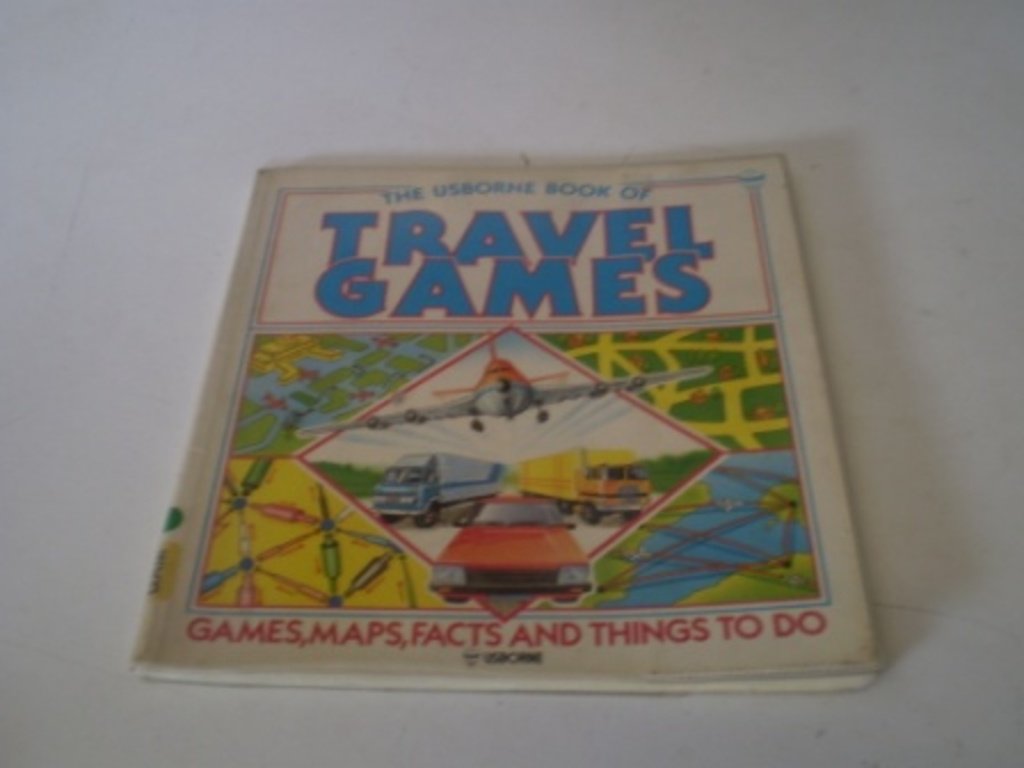 THE USBORNE BOOK OF
TRAVEL
GAMES
GAMES, MAPS, FACTS AND THINGS TO DO
USBORNE